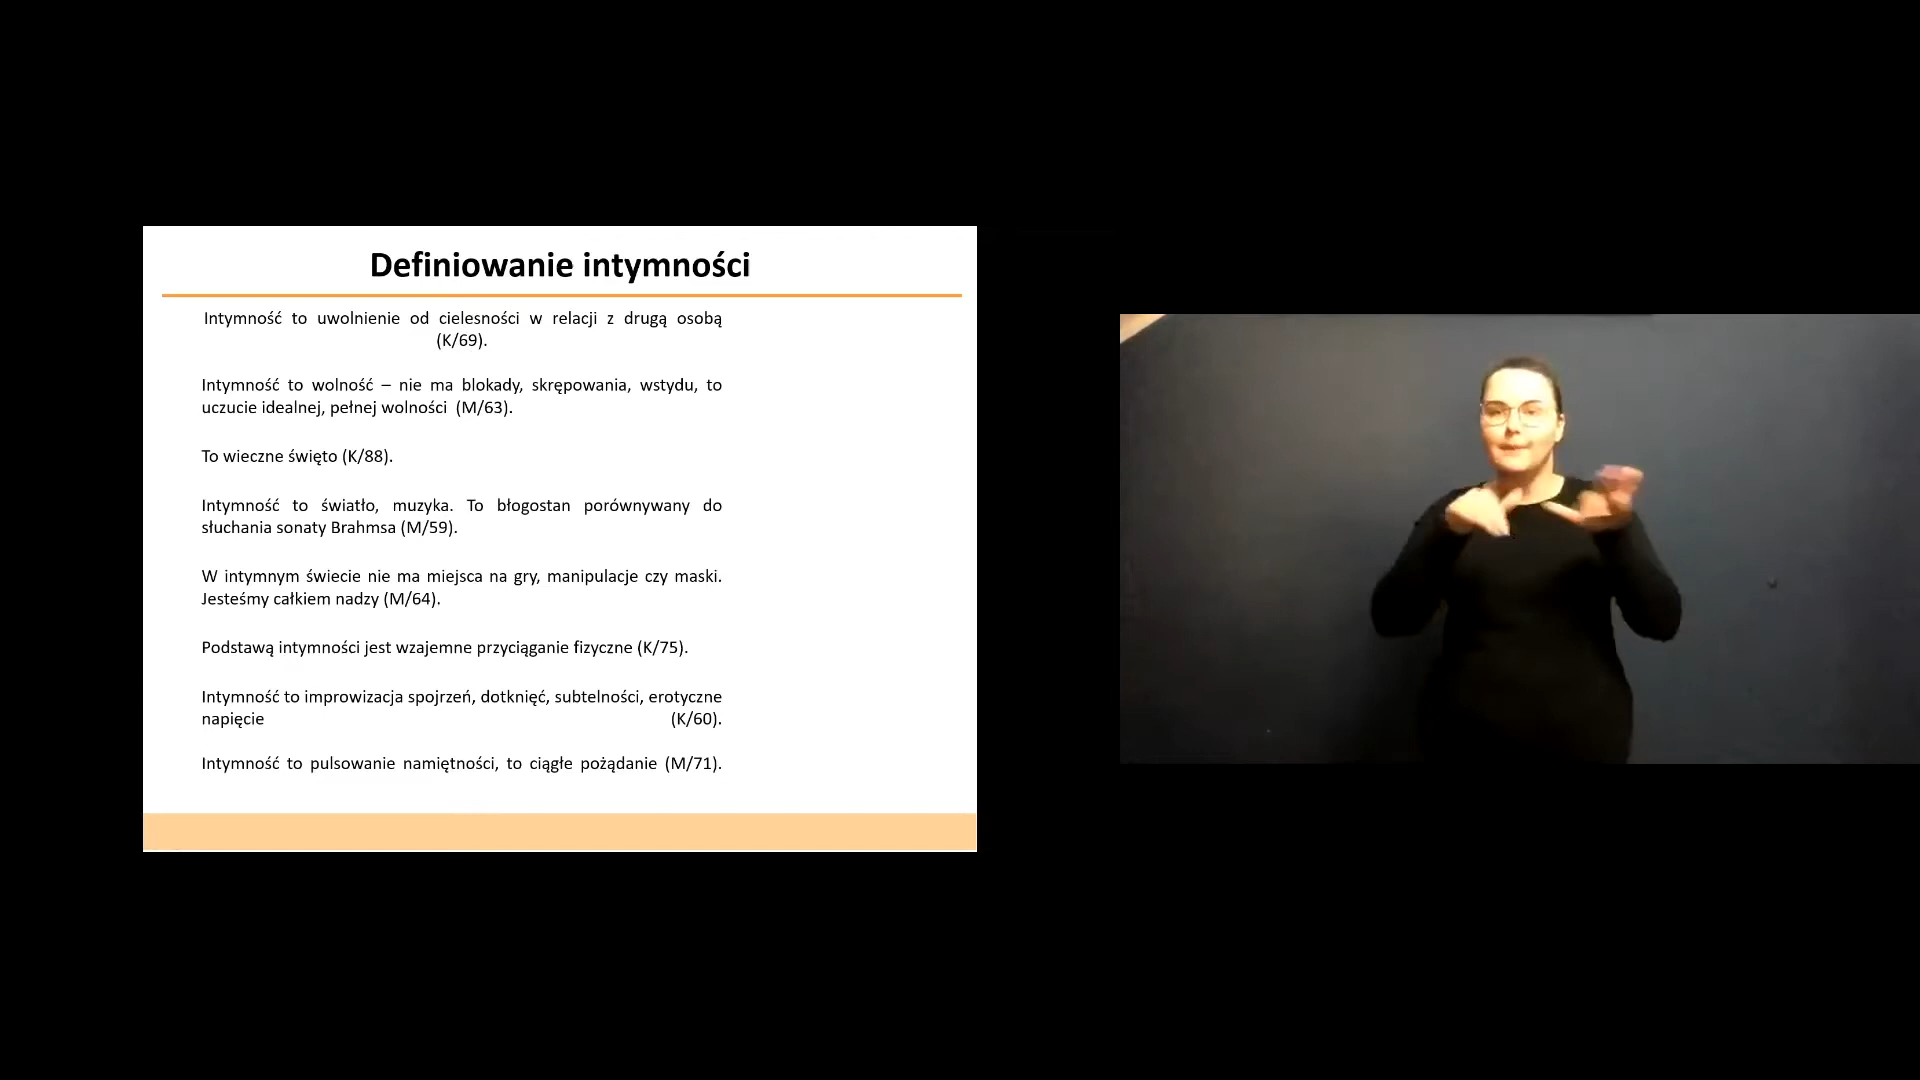 Definiowanie intymności
Intymność to uwolnienie od cielesności w relacji z drugą osobą
(K/69).
Intymność to wolność – nie ma blokady, skrępowania, wstydu, to
uczucie idealnej, pełnej wolności (M/63).
To wieczne święto (K/88).
Intymność to światło, muzyka. To błogostan porównywany do
słuchania sonaty Brahmsa (M/59).
W intymnym świecie nie ma miejsca na gry, manipulacje czy maski.
Jesteśmy całkiem nadzy (M/64).
Podstawą intymności jest wzajemne przyciąganie fizyczne (K/75).
Intymność to improwizacja spojrzeń, dotknięć, subtelności, erotyczne
napięcie (K/60).
Intymność to pulsowanie namiętności, to ciągłe pożądanie (M/71).